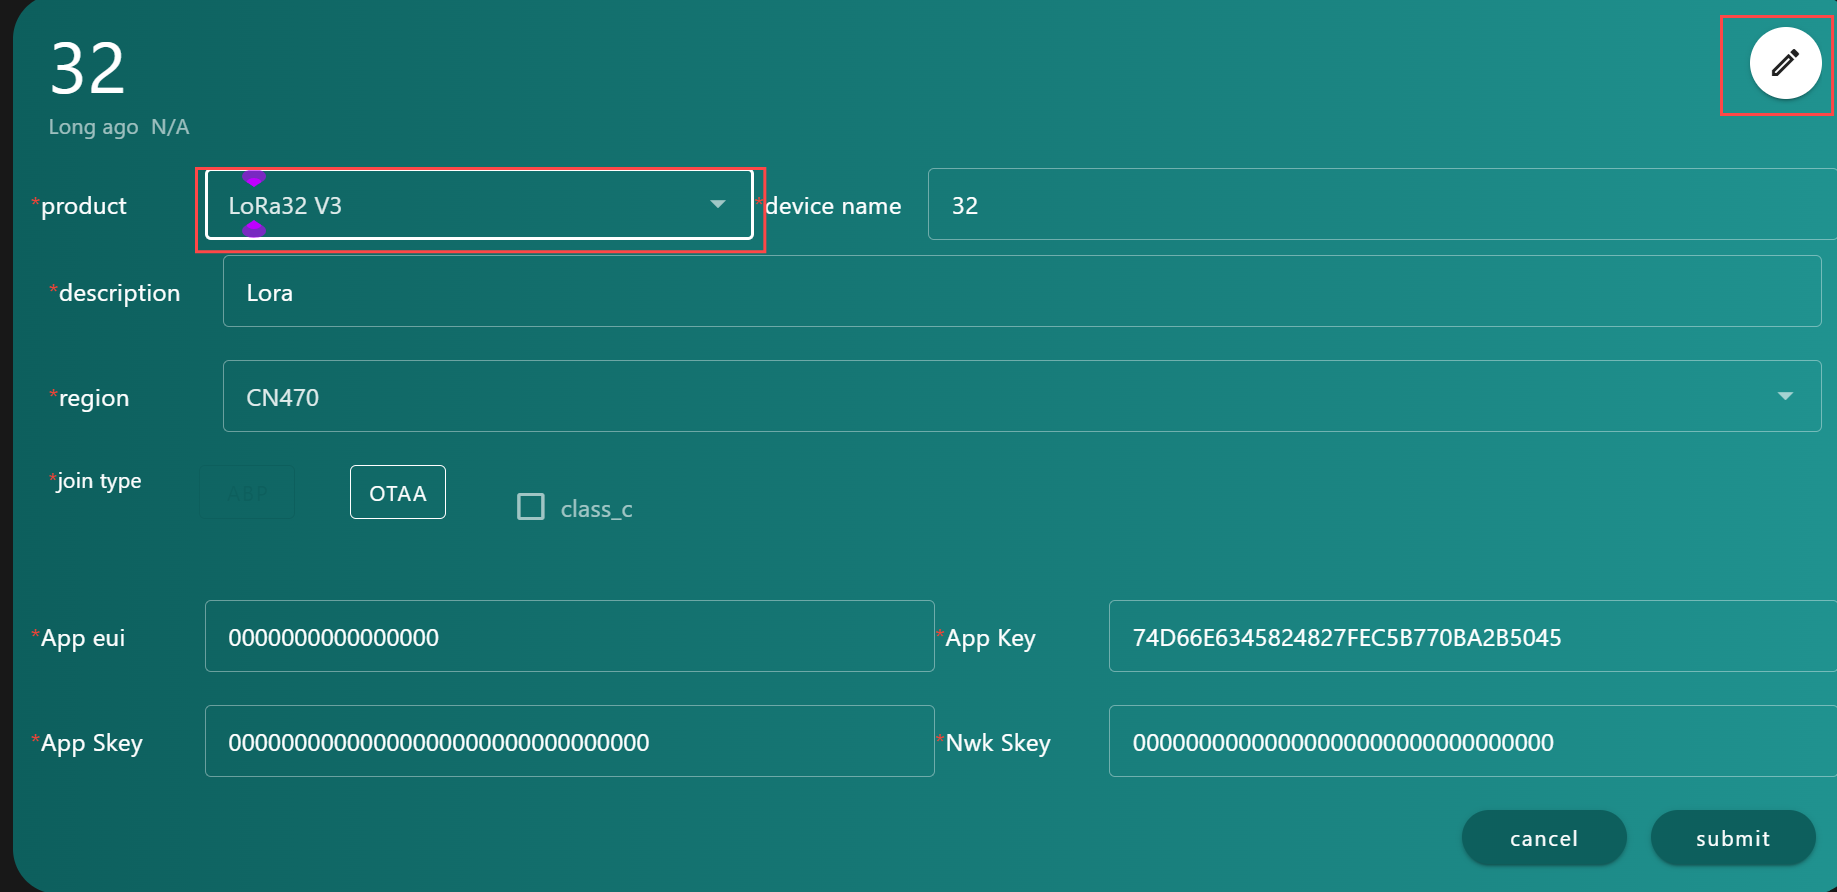 32
Long ago N/A
*product LoRa32 V3 *device name 32
*description Lora
*region CN470
*join type ABP OTAA class_c
*App eui 0000000000000000 *App Key 74D66E6345824827FEC5B770BA2B5045
*App Skey 00000000000000000000000000000000 *Nwk Skey 00000000000000000000000000000000
cancel submit